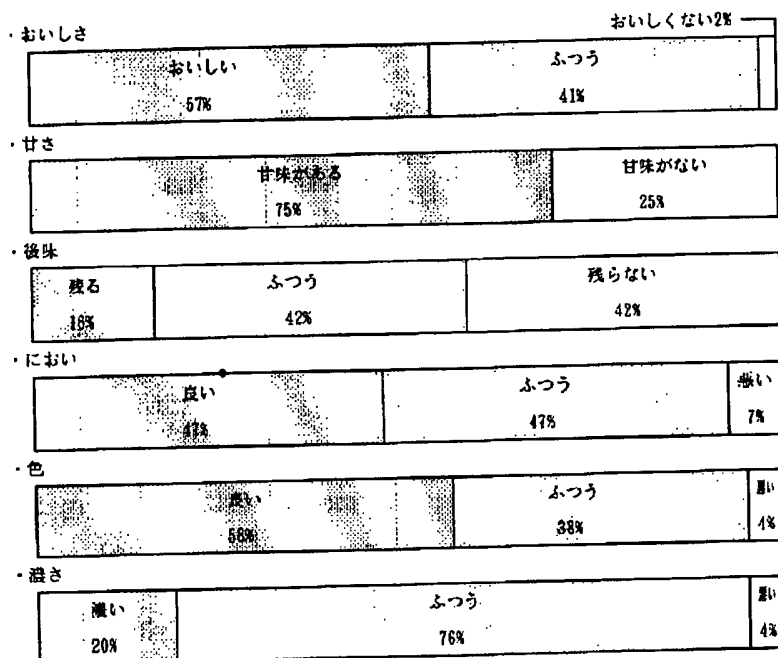 おいしくない2%
・おいしさ
おいしい ふつう
57% 41%
・甘さ
甘味がある 甘味がない
75% 25%
・後味
残る ふつう 残らない
16% 42% 42%
・におい
良い ふつう 悪い
47% 47% 7%
・色
良い ふつう 悪い
58% 38% 4%
・濃さ
濃い ふつう
20% 76% 4%